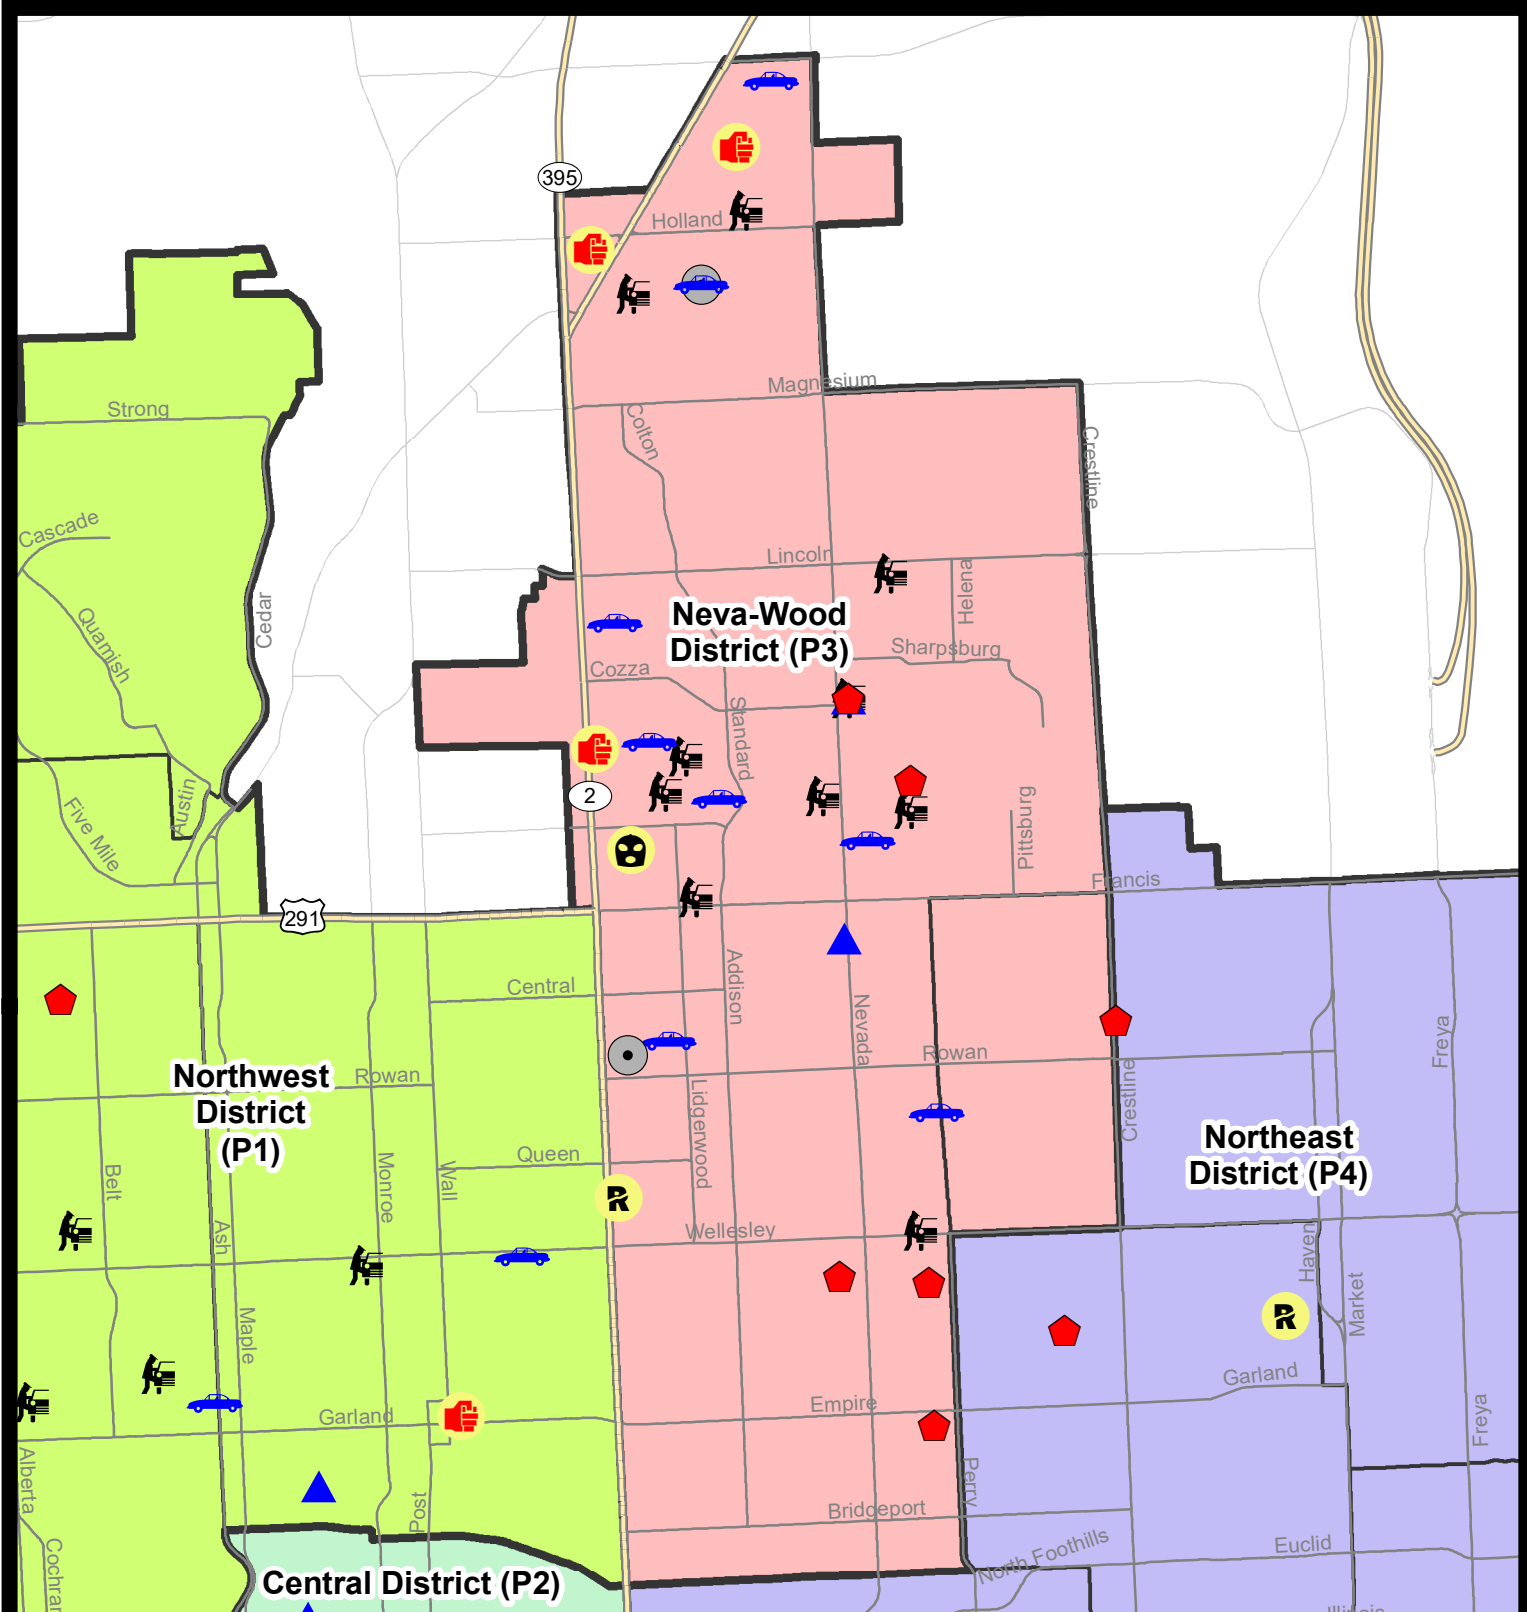 395
Holland
Magnesium
Colton
Crestline
Strong
Cascade
Quamish
Cedar
Lincoln
Helena
Neva-Wood
District (P3)
Sharpsburg
Cozza
Standard
2
Austin
Five Mile
Pittsburg
Francis
291
Central
Addison
Nevada
Freya
Northwest
District
(P1)
Rowan
Rowan
Crestline
Lidgerwood
Northeast
District (P4)
Belt
Monroe
Wall
Queen
R
Ash
Wellesley
Haven
Market
R
Maple
Garland
Empire
Garland
Freya
Alberta
Post
Perry
Bridgeport
North Foothills
Euclid
Cochran
Central District (P2)